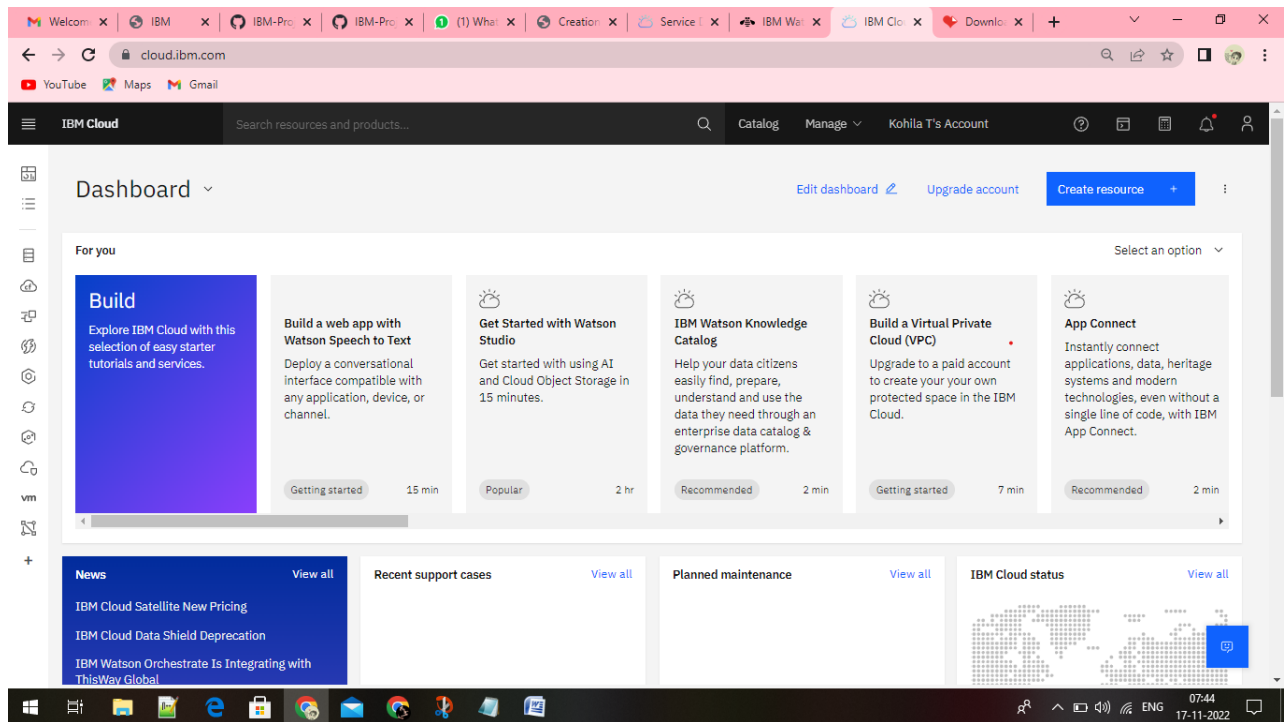 Welcom
IBM
IBM-Pro
IBM-Pro
(1) What
Creation
Service
IBM Wat
IBM Clo
Downlo
cloud.ibm.com
YouTube
Maps
Gmail
IBM Cloud
Search resources and products...
Catalog
Manage
Kohila T's Account
Dashboard
Edit dashboard
Upgrade account
Create resource +
For you
Select an option
Build
Explore IBM Cloud with this
selection of easy starter
tutorials and services.
Build a web app with
Watson Speech to Text
Deploy a conversational
interface compatible with
any application, device, or
channel.
Getting started
15 min
Get Started with Watson
Studio
Get started with using AI
and Cloud Object Storage in
15 minutes.
Popular
2 hr
IBM Watson Knowledge
Catalog
Help your data citizens
easily find, prepare,
understand and use the
data they need through an
enterprise data catalog &
governance platform.
Recommended
2 min
Build a Virtual Private
Cloud (VPC)
Upgrade to a paid account
to create your your own
protected space in the IBM
Cloud.
Getting started
7 min
App Connect
Instantly connect
applications, data, heritage
systems and modern
technologies, even without a
single line of code, with IBM
App Connect.
Recommended
2 min
vm
News
View all
IBM Cloud Satellite New Pricing
IBM Cloud Data Shield Deprecation
IBM Watson Orchestrate Is Integrating with
ThisWay Global
Recent support cases
View all
Planned maintenance
View all
IBM Cloud status
View all
ENG
07:44
17-11-2022